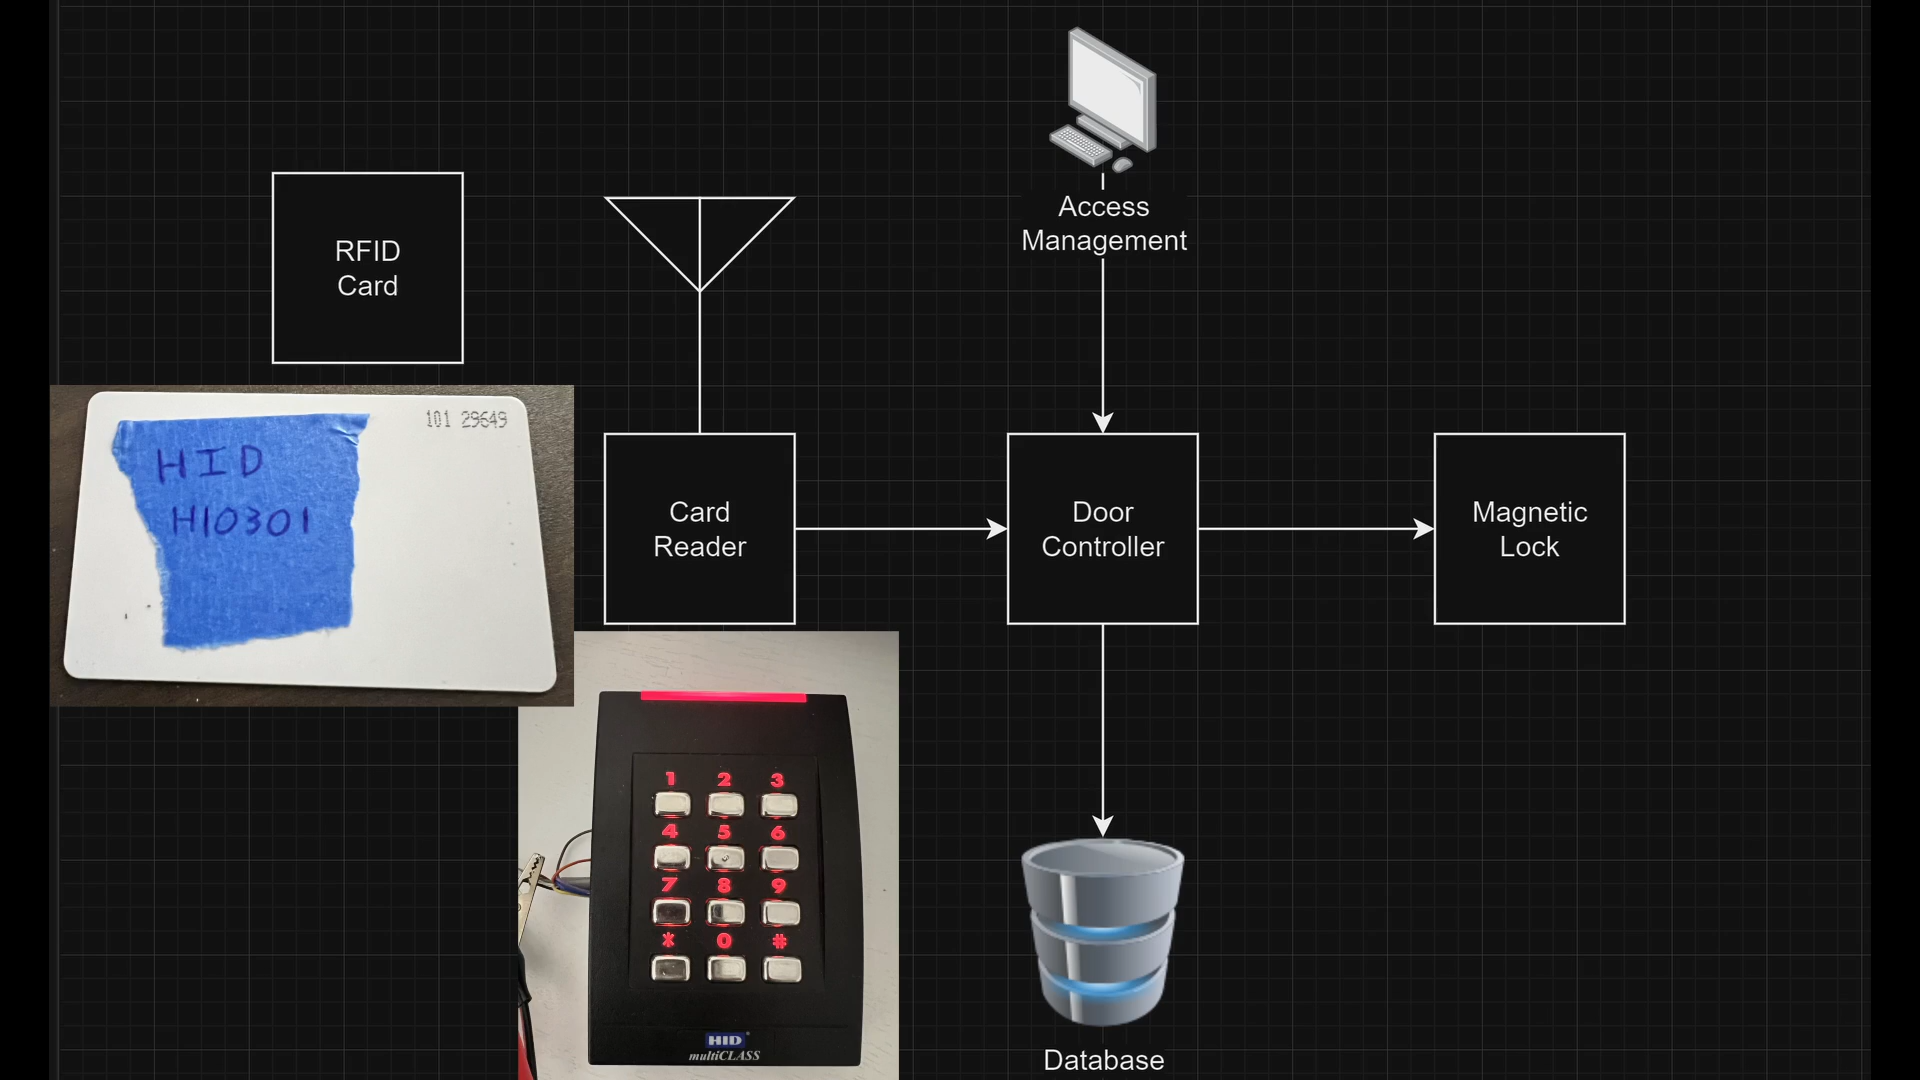 Access
Management
RFID
Card
101 29649
HID
H10301
Card
Reader
Door
Controller
Magnetic
Lock
1 2 3
4 5 6
7 8 9
* 0 #
HID
multiCLASS
Database